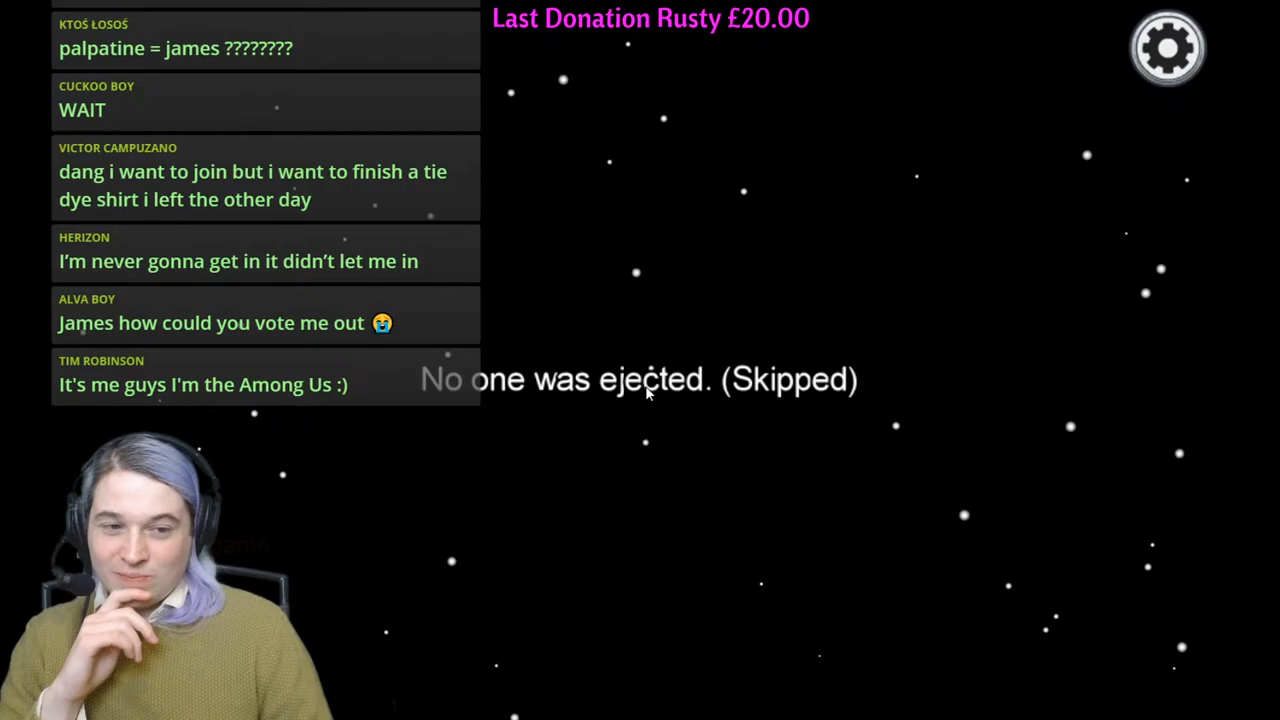 Last Donation Rusty £20.00
KTOŚ ŁOSOŚ
palpatine = james ????????
CUCKOO BOY
WAIT
VICTOR CAMPUZANO
dang i want to join but i want to finish a tie
dye shirt i left the other day
HERIZON
I’m never gonna get in it didn’t let me in
ALVA BOY
James how could you vote me out 😭
TIM ROBINSON
It's me guys I'm the Among Us :)
No one was ejected. (Skipped)